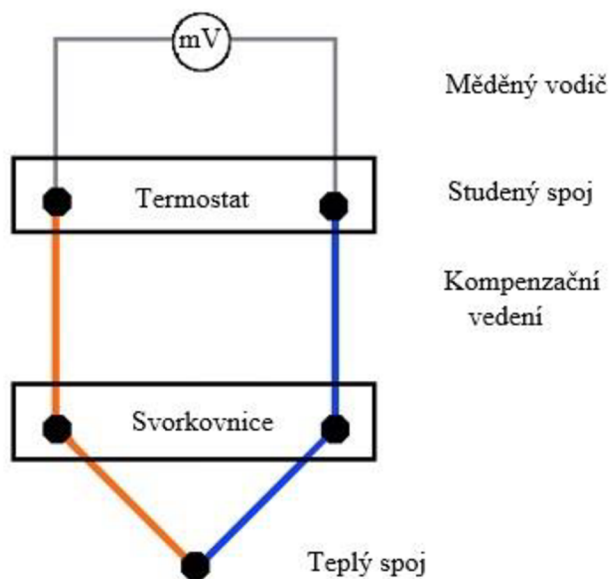 mV
Měděný vodič
Termostat
Studený spoj
Kompenzační
vedení
Svorkovnice
Teplý spoj